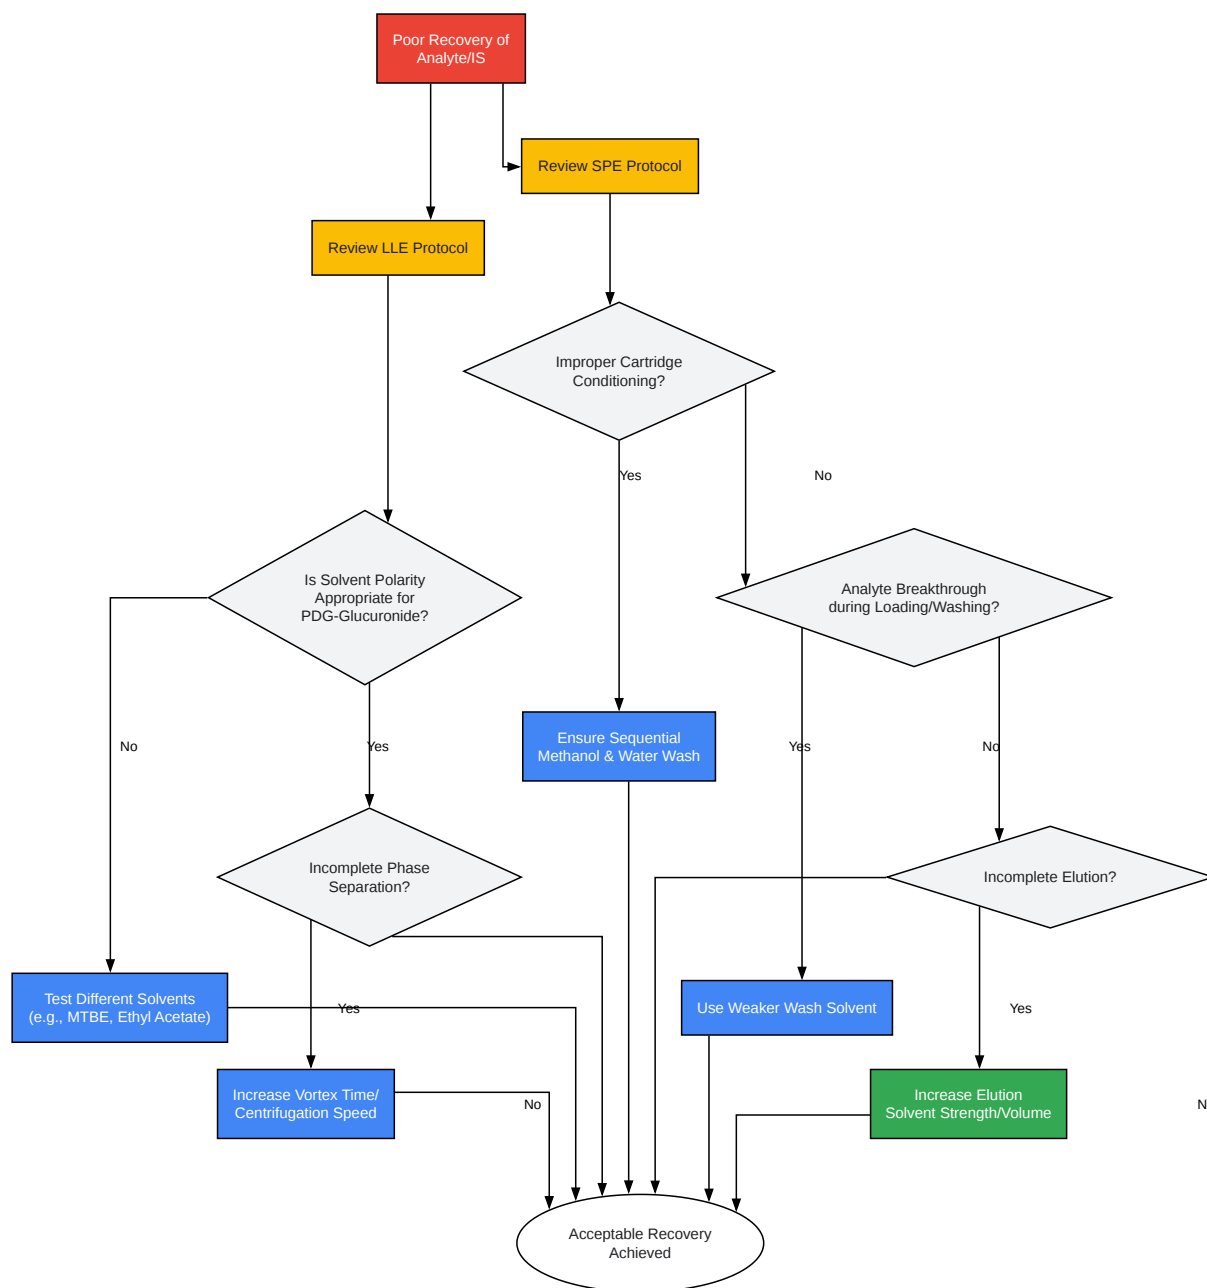 Poor Recovery of
Analyte/IS
Review SPE Protocol
Review LLE Protocol
Improper Cartridge
Conditioning?
Yes
No
Is Solvent Polarity
Appropriate for
PDG-Glucuronide?
Analyte Breakthrough
during Loading/Washing?
No
Yes
Ensure Sequential
Methanol & Water Wash
Yes
No
Incomplete Phase
Separation?
Incomplete Elution?
Test Different Solvents
(e.g., MTBE, Ethyl Acetate)
Yes
Use Weaker Wash Solvent
Yes
Increase Vortex Time/
Centrifugation Speed
No
Increase Elution
Solvent Strength/Volume
N
Acceptable Recovery
Achieved